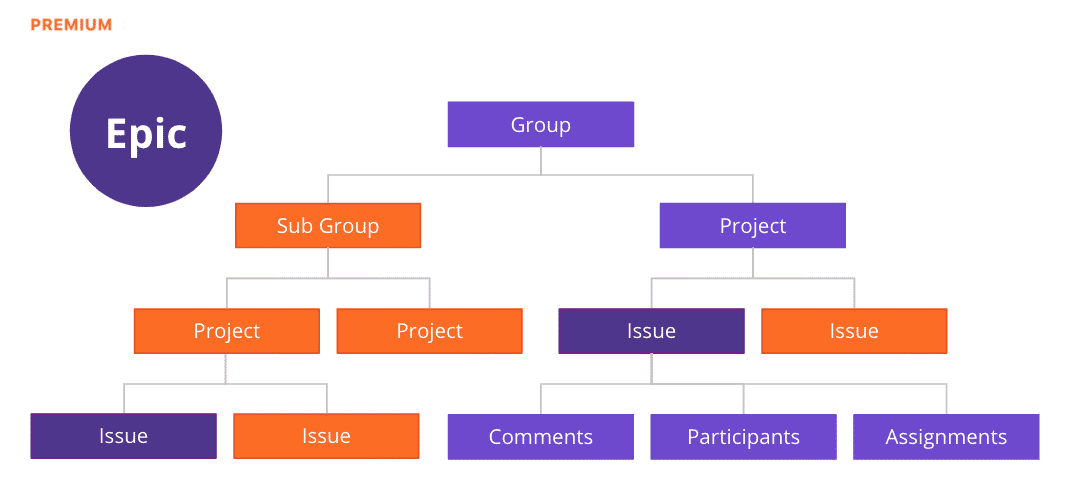 PREMIUM
Epic
Group
Sub Group
Project
Project
Project
Issue
Issue
Issue
Issue
Comments
Participants
Assignments